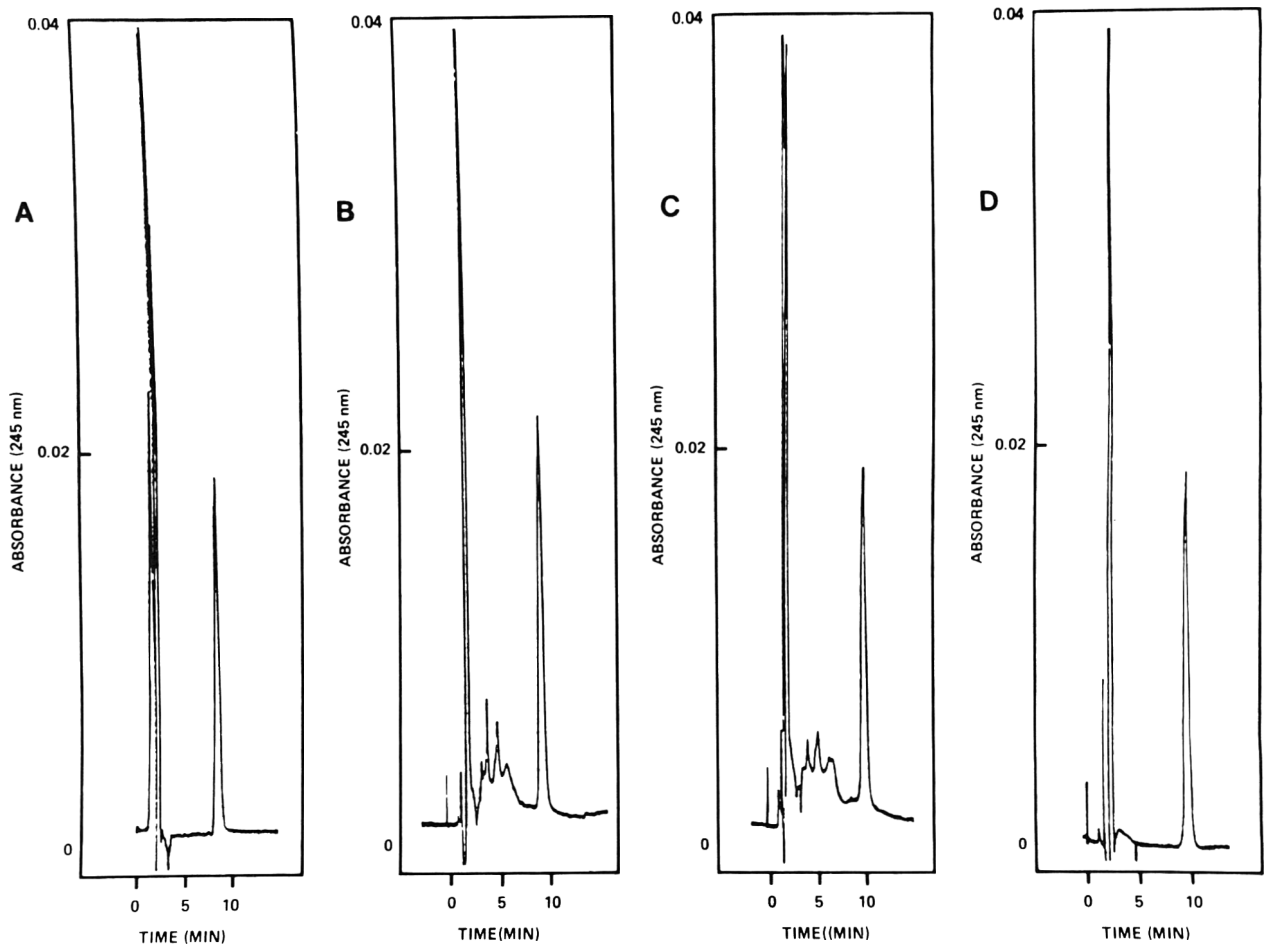 0.04
A
0.02
ABSORBANCE (245 nm)
0
0 5 10
TIME (MIN)
0.04
B
0.02
ABSORBANCE (245 nm)
0
0 5 10
TIME(MIN)
0.04
C
0.02
ABSORBANCE (245 nm)
0
0 5 10
TIME((MIN)
0.04
D
0.02
ABSORBANCE (245 nm)
0
0 5 10
TIME (MIN)